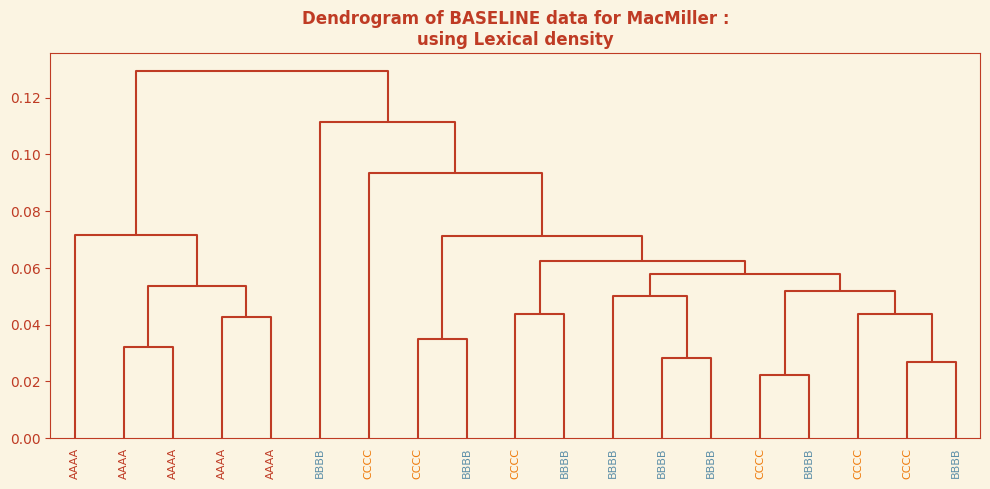 Dendrogram of BASELINE data for MacMiller :
using Lexical density
0.12
0.10
0.08
0.06
0.04
0.02
0.00
AAAA AAAA AAAA AAAA AAAA BBBB CCCC CCCC BBBB CCCC BBBB BBBB BBBB BBBB CCCC BBBB CCCC CCCC BBBB